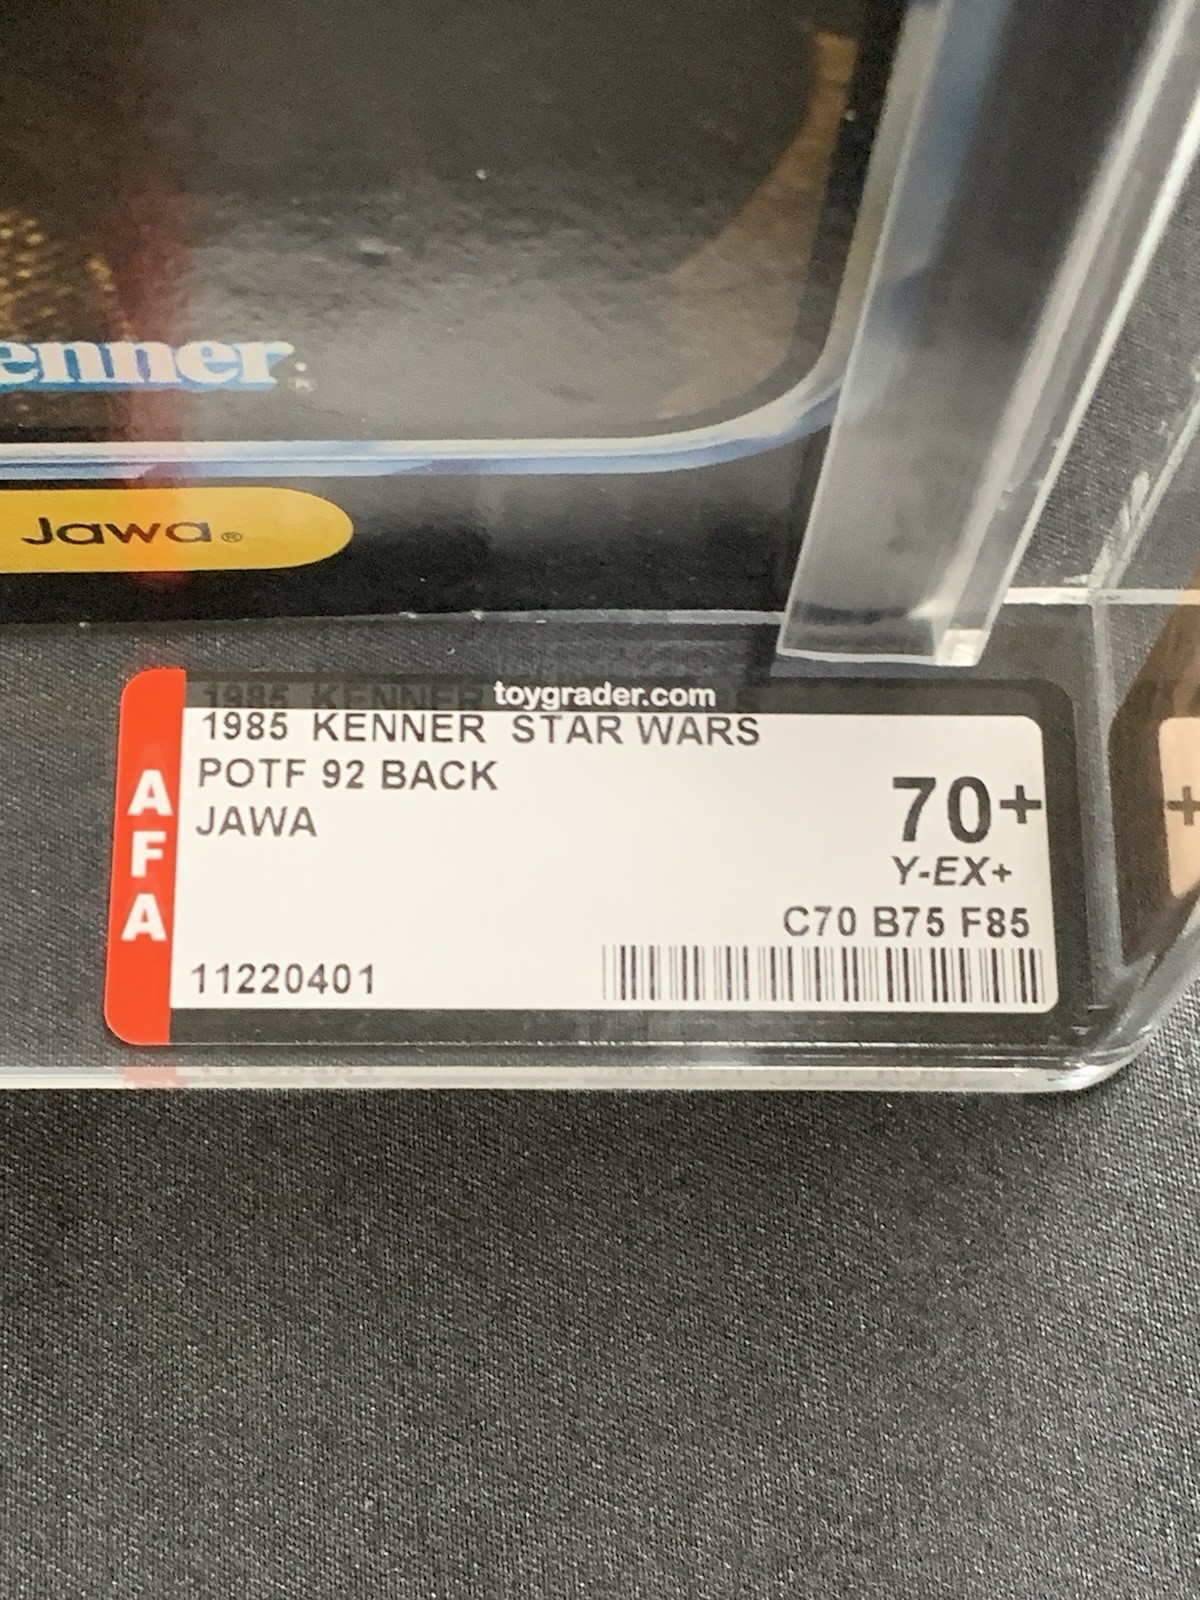 enner®
Jawa®
toygrader.com
1985 KENNER STAR WARS
POTF 92 BACK
JAWA
70+
Y-EX+
C70 B75 F85
11220401
AFA